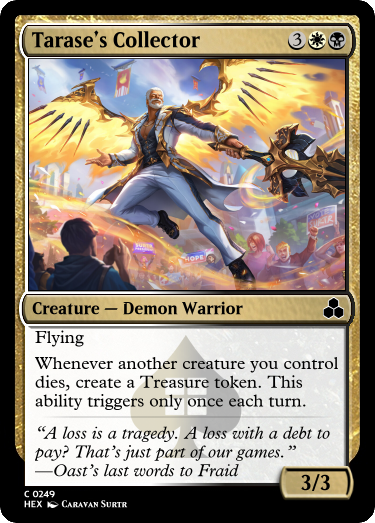 Tarase's Collector 3
HOPE
Creature — Demon Warrior
Flying
Whenever another creature you control
dies, create a Treasure token. This
ability triggers only once each turn.
“A loss is a tragedy. A loss with a debt to
pay? That's just part of our games.”
—Oast's last words to Fraid
3/3
C 0249
HEX Caravan Surtr